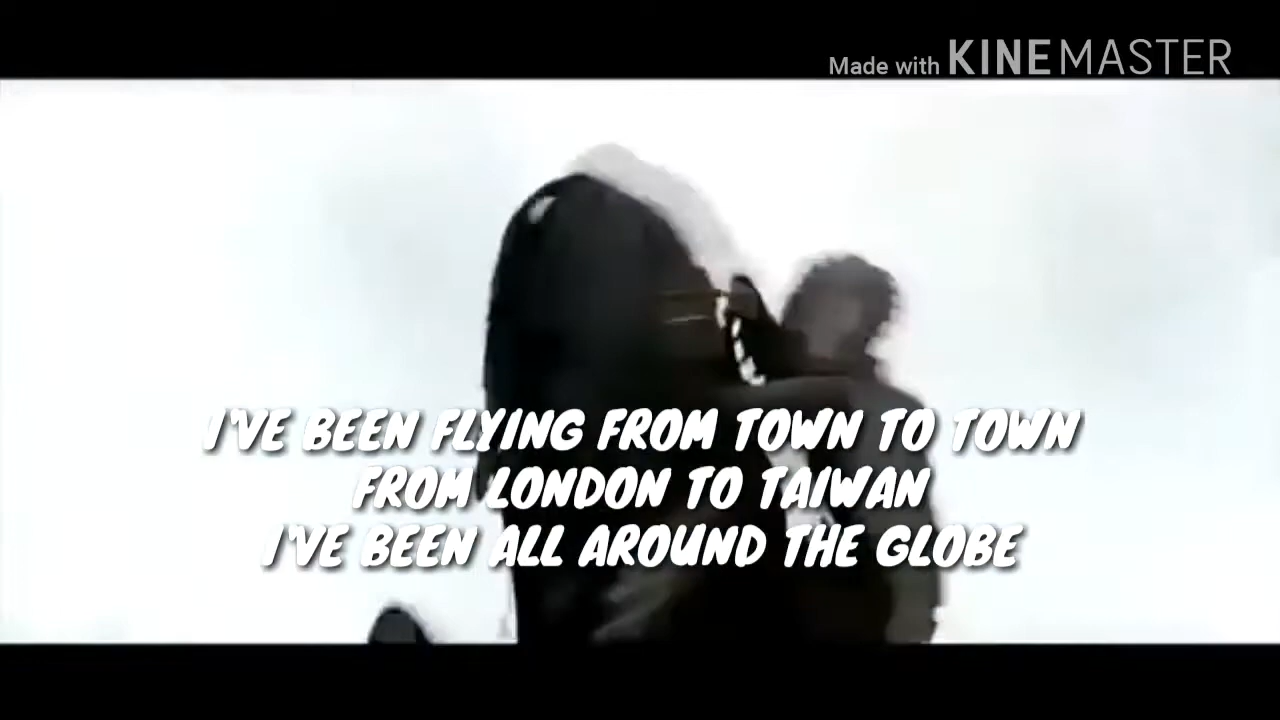 Made with KINEMASTER
I'VE BEEN FLYING FROM TOWN TO TOWN
FROM LONDON TO TAIWAN
I'VE BEEN ALL AROUND THE GLOBE